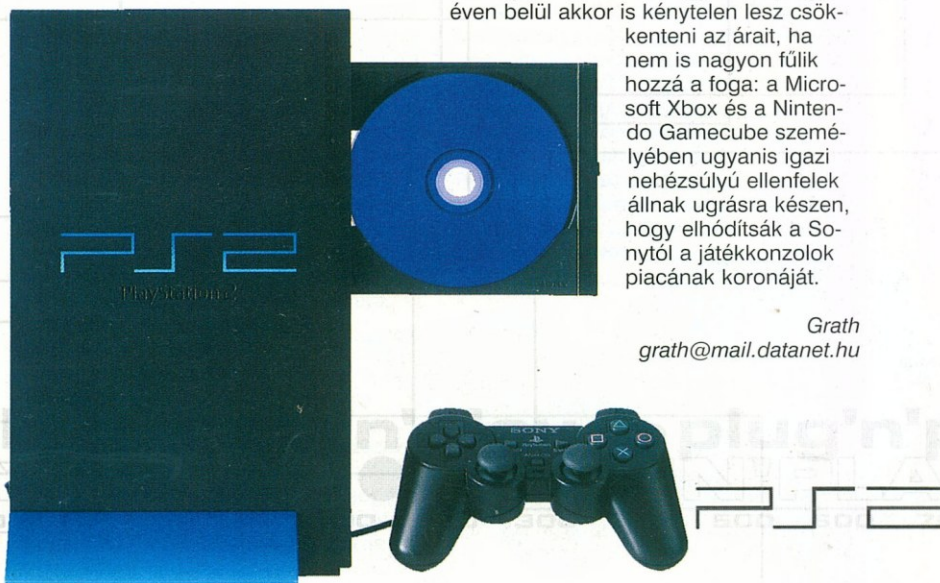 éven belül akkor is kénytelen lesz csök-
kenteni az árait, ha
nem is nagyon fűlik
hozzá a foga: a Micro-
soft Xbox és a Ninten-
do Gamecube szemé-
lyében ugyanis igazi
nehézsúlyú ellenfelek
állnak ugrásra készen,
hogy elhódítsák a So-
nytól a játékkonzolok
piacának koronáját.
Grath
grath@mail.datanet.hu
PS2
PlayStation 2
SONY
plug'n'p
PS2